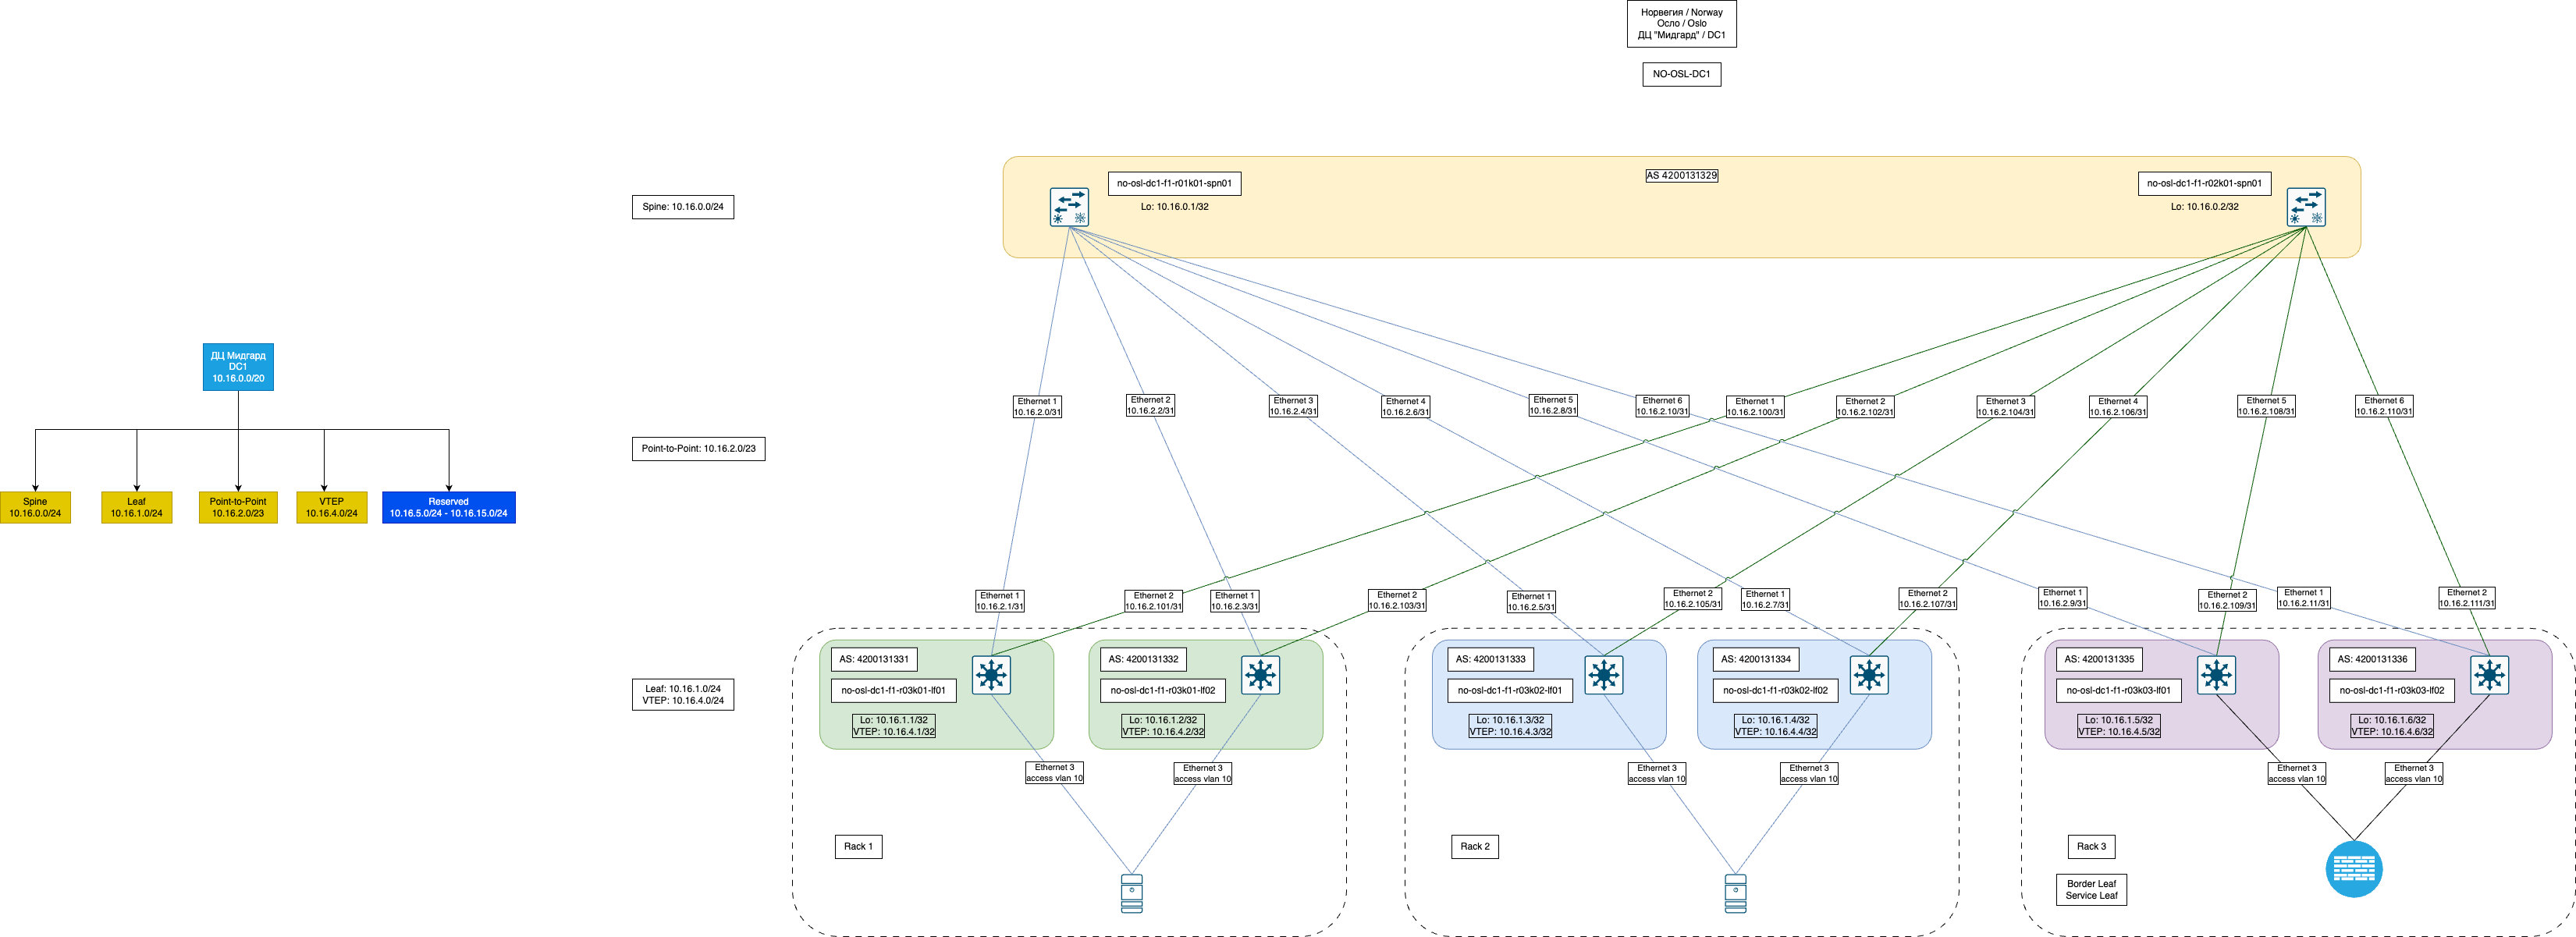 Норвегия / Norway
Осло / Oslo
ДЦ "Мидгард" / DC1
NO-OSL-DC1
AS 4200131329
no-osl-dc1-f1-r01k01-spn01
Lo: 10.16.0.1/32
no-osl-dc1-f1-r02k01-spn01
Lo: 10.16.0.2/32
Spine: 10.16.0.0/24
ДЦ Мидгард
DC1
10.16.0.0/20
Spine
10.16.0.0/24
Leaf
10.16.1.0/24
Point-to-Point
10.16.2.0/23
VTEP
10.16.4.0/24
Reserved
10.16.5.0/24 - 10.16.15.0/24
Point-to-Point: 10.16.2.0/23
Ethernet 1
10.16.2.0/31
Ethernet 2
10.16.2.2/31
Ethernet 3
10.16.2.4/31
Ethernet 4
10.16.2.6/31
Ethernet 5
10.16.2.8/31
Ethernet 6
10.16.2.10/31
Ethernet 1
10.16.2.100/31
Ethernet 2
10.16.2.102/31
Ethernet 3
10.16.2.104/31
Ethernet 4
10.16.2.106/31
Ethernet 5
10.16.2.108/31
Ethernet 6
10.16.2.110/31
Ethernet 1
10.16.2.1/31
Ethernet 2
10.16.2.101/31
Ethernet 1
10.16.2.3/31
Ethernet 2
10.16.2.103/31
Ethernet 1
10.16.2.5/31
Ethernet 2
10.16.2.105/31
Ethernet 1
10.16.2.7/31
Ethernet 2
10.16.2.107/31
Ethernet 1
10.16.2.9/31
Ethernet 2
10.16.2.109/31
Ethernet 1
10.16.2.11/31
Ethernet 2
10.16.2.111/31
Leaf: 10.16.1.0/24
VTEP: 10.16.4.0/24
AS: 4200131331
no-osl-dc1-f1-r03k01-lf01
Lo: 10.16.1.1/32
VTEP: 10.16.4.1/32
AS: 4200131332
no-osl-dc1-f1-r03k01-lf02
Lo: 10.16.1.2/32
VTEP: 10.16.4.2/32
AS: 4200131333
no-osl-dc1-f1-r03k02-lf01
Lo: 10.16.1.3/32
VTEP: 10.16.4.3/32
AS: 4200131334
no-osl-dc1-f1-r03k02-lf02
Lo: 10.16.1.4/32
VTEP: 10.16.4.4/32
AS: 4200131335
no-osl-dc1-f1-r03k03-lf01
Lo: 10.16.1.5/32
VTEP: 10.16.4.5/32
AS: 4200131336
no-osl-dc1-f1-r03k03-lf02
Lo: 10.16.1.6/32
VTEP: 10.16.4.6/32
Ethernet 3
access vlan 10
Ethernet 3
access vlan 10
Ethernet 3
access vlan 10
Ethernet 3
access vlan 10
Ethernet 3
access vlan 10
Ethernet 3
access vlan 10
Rack 1
Rack 2
Rack 3
Border Leaf
Service Leaf